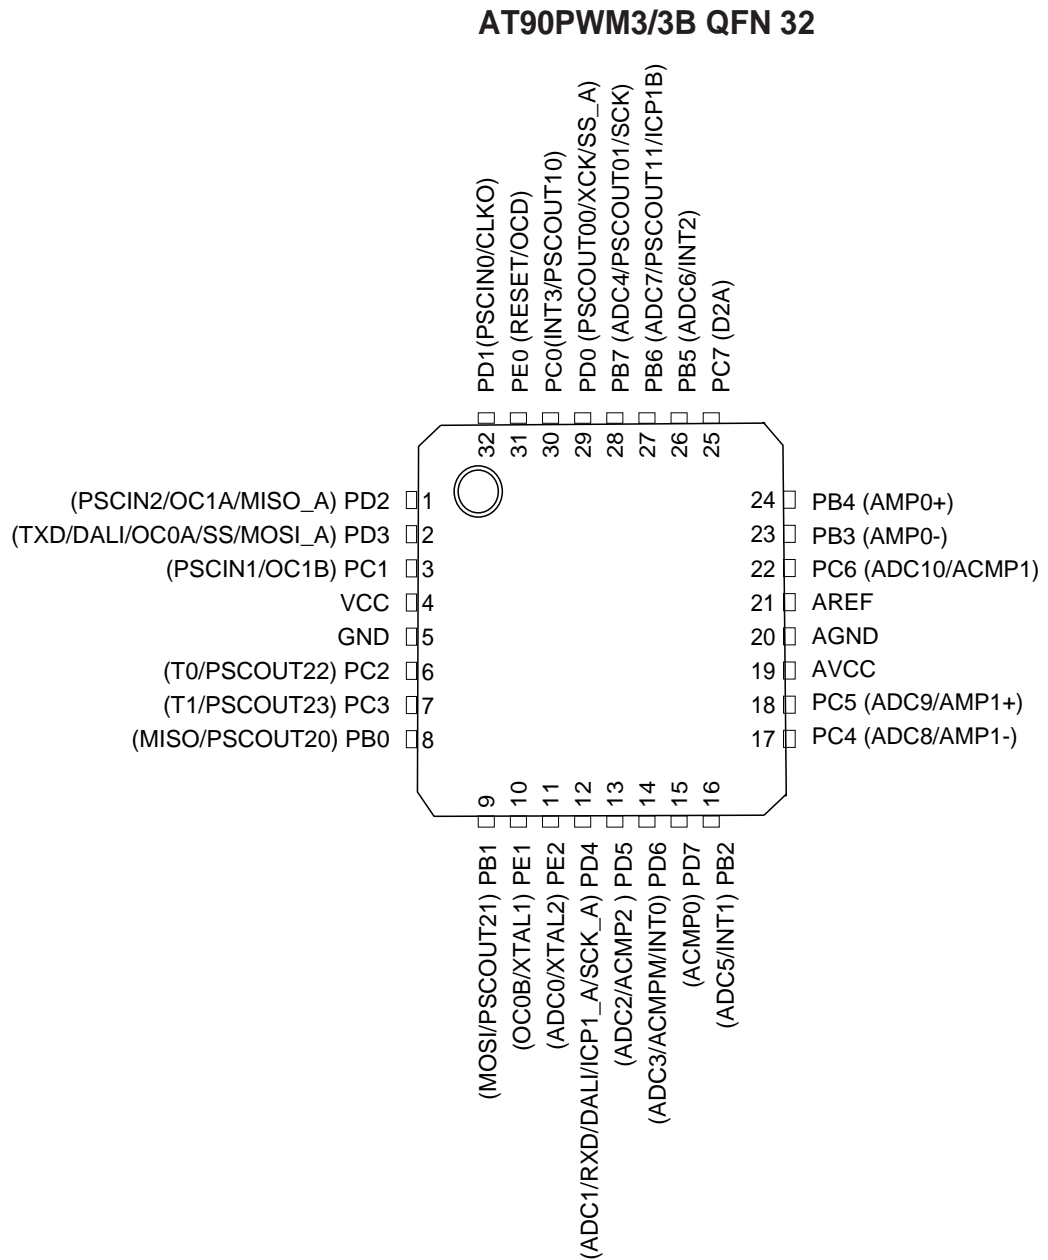 AT90PWM3/3B QFN 32
PD1(PSCIN0/CLKO)
PE0 (RESET/OCD)
PC0(INT3/PSCOUT10)
PD0 (PSCOUT00/XCK/SS_A)
PB7 (ADC4/PSCOUT01/SCK)
PB6 (ADC7/PSCOUT11/ICP1B)
PB5 (ADC6/INT2)
PC7 (D2A)
32 31 30 29 28 27 26 25
(PSCIN2/OC1A/MISO_A) PD2 1
(TXD/DALI/OC0A/SS/MOSI_A) PD3 2
(PSCIN1/OC1B) PC1 3
VCC 4
GND 5
(T0/PSCOUT22) PC2 6
(T1/PSCOUT23) PC3 7
(MISO/PSCOUT20) PB0 8
24 PB4 (AMP0+)
23 PB3 (AMP0-)
22 PC6 (ADC10/ACMP1)
21 AREF
20 AGND
19 AVCC
18 PC5 (ADC9/AMP1+)
17 PC4 (ADC8/AMP1-)
9 10 11 12 13 14 15 16
(MOSI/PSCOUT21) PB1
(OC0B/XTAL1) PE1
(ADC0/XTAL2) PE2
(ADC1/RXD/DALI/ICP1_A/SCK_A) PD4
(ADC2/ACMP2 ) PD5
(ADC3/ACMPM/INT0) PD6
(ACMP0) PD7
(ADC5/INT1) PB2